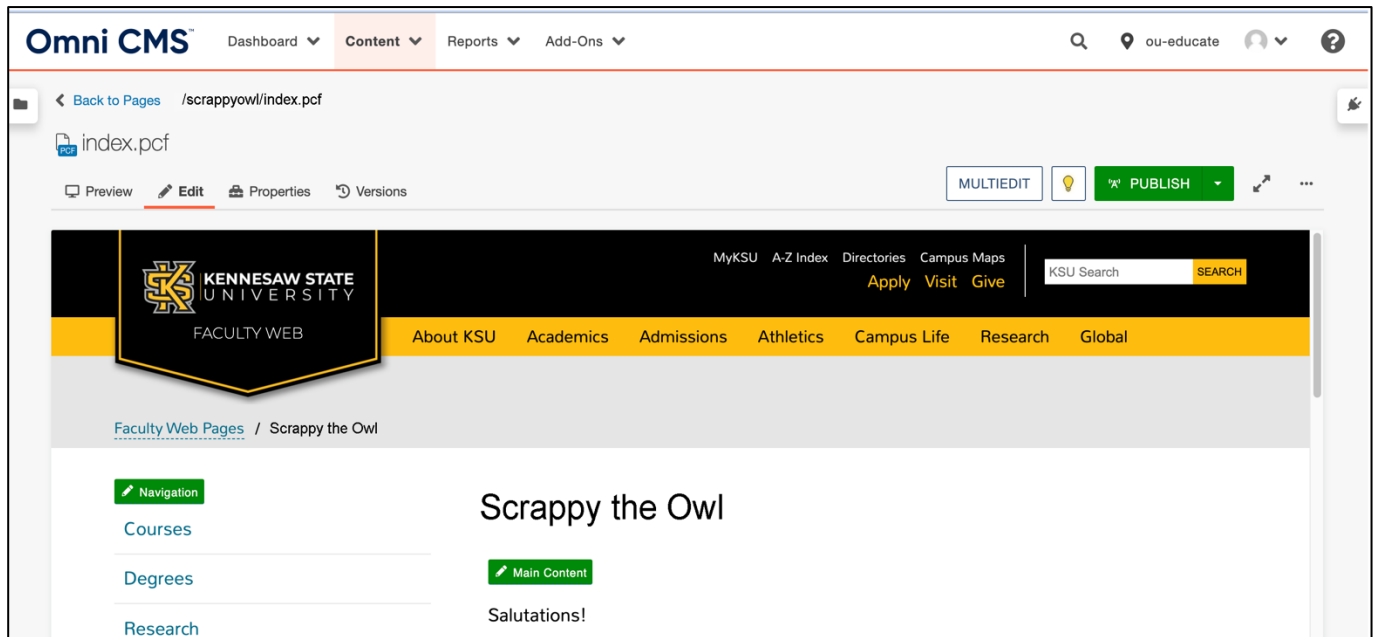 Omni CMS™ Dashboard Content Reports Add-Ons ou-educate
Back to Pages /scrappyowl/index.pcf
PCF index.pcf
Preview Edit Properties Versions MULTIEDIT PUBLISH
MyKSU A-Z Index Directories Campus Maps
Apply Visit Give
KSU Search SEARCH
KS KENNESAW STATE
UNIVERSITY
FACULTY WEB
About KSU Academics Admissions Athletics Campus Life Research Global
Faculty Web Pages / Scrappy the Owl
Navigation
Courses
Degrees
Research
Scrappy the Owl
Main Content
Salutations!